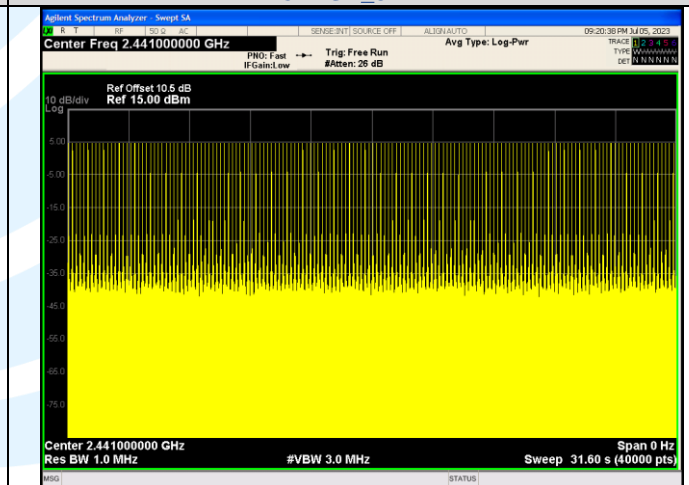 Agilent Spectrum Analyzer - Swept SA
R T RF 50 Ω AC SENSE:INT SOURCE OFF ALIGN AUTO 09:20:38 PM Jul 05, 2023
Center Freq 2.441000000 GHz
PNO: Fast
IFGain:Low
Trig: Free Run
#Atten: 26 dB
Avg Type: Log-Pwr
TRACE 1 2 3 4 5 6
TYPE
DET N N N N N N
Ref Offset 10.5 dB
10 dB/div Ref 15.00 dBm
Log
5.00
-5.00
-15.0
-25.0
-35.0
-45.0
-55.0
-65.0
-75.0
Center 2.441000000 GHz Span 0 Hz
Res BW 1.0 MHz #VBW 3.0 MHz Sweep 31.60 s (40000 pts)
MSG STATUS